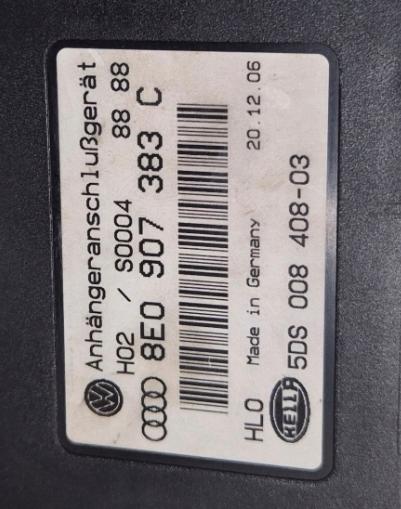 Anhängeranschlußgerät
H02 / S0004 88 88
8E0 907 383 C
HLO Made in Germany 20.12.06
HELLA 5DS 008 408-03